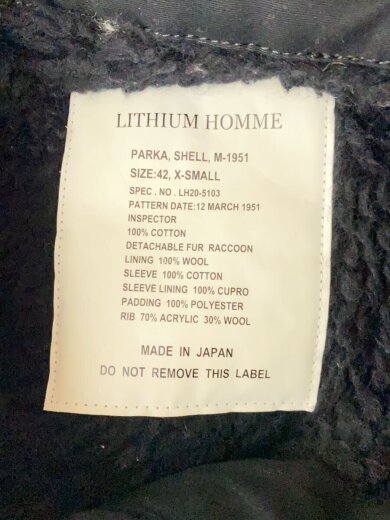 LITHIUM HOMME
PARKA, SHELL, M-1951
SIZE:42, X-SMALL
SPEC . NO . LH20-5103
PATTERN DATE:12 MARCH 1951
INSPECTOR
100% COTTON
DETACHABLE FUR RACCOON
LINING 100% WOOL
SLEEVE 100% COTTON
SLEEVE LINING 100% CUPRO
PADDING 100% POLYESTER
RIB 70% ACRYLIC 30% WOOL
MADE IN JAPAN
DO NOT REMOVE THIS LABEL